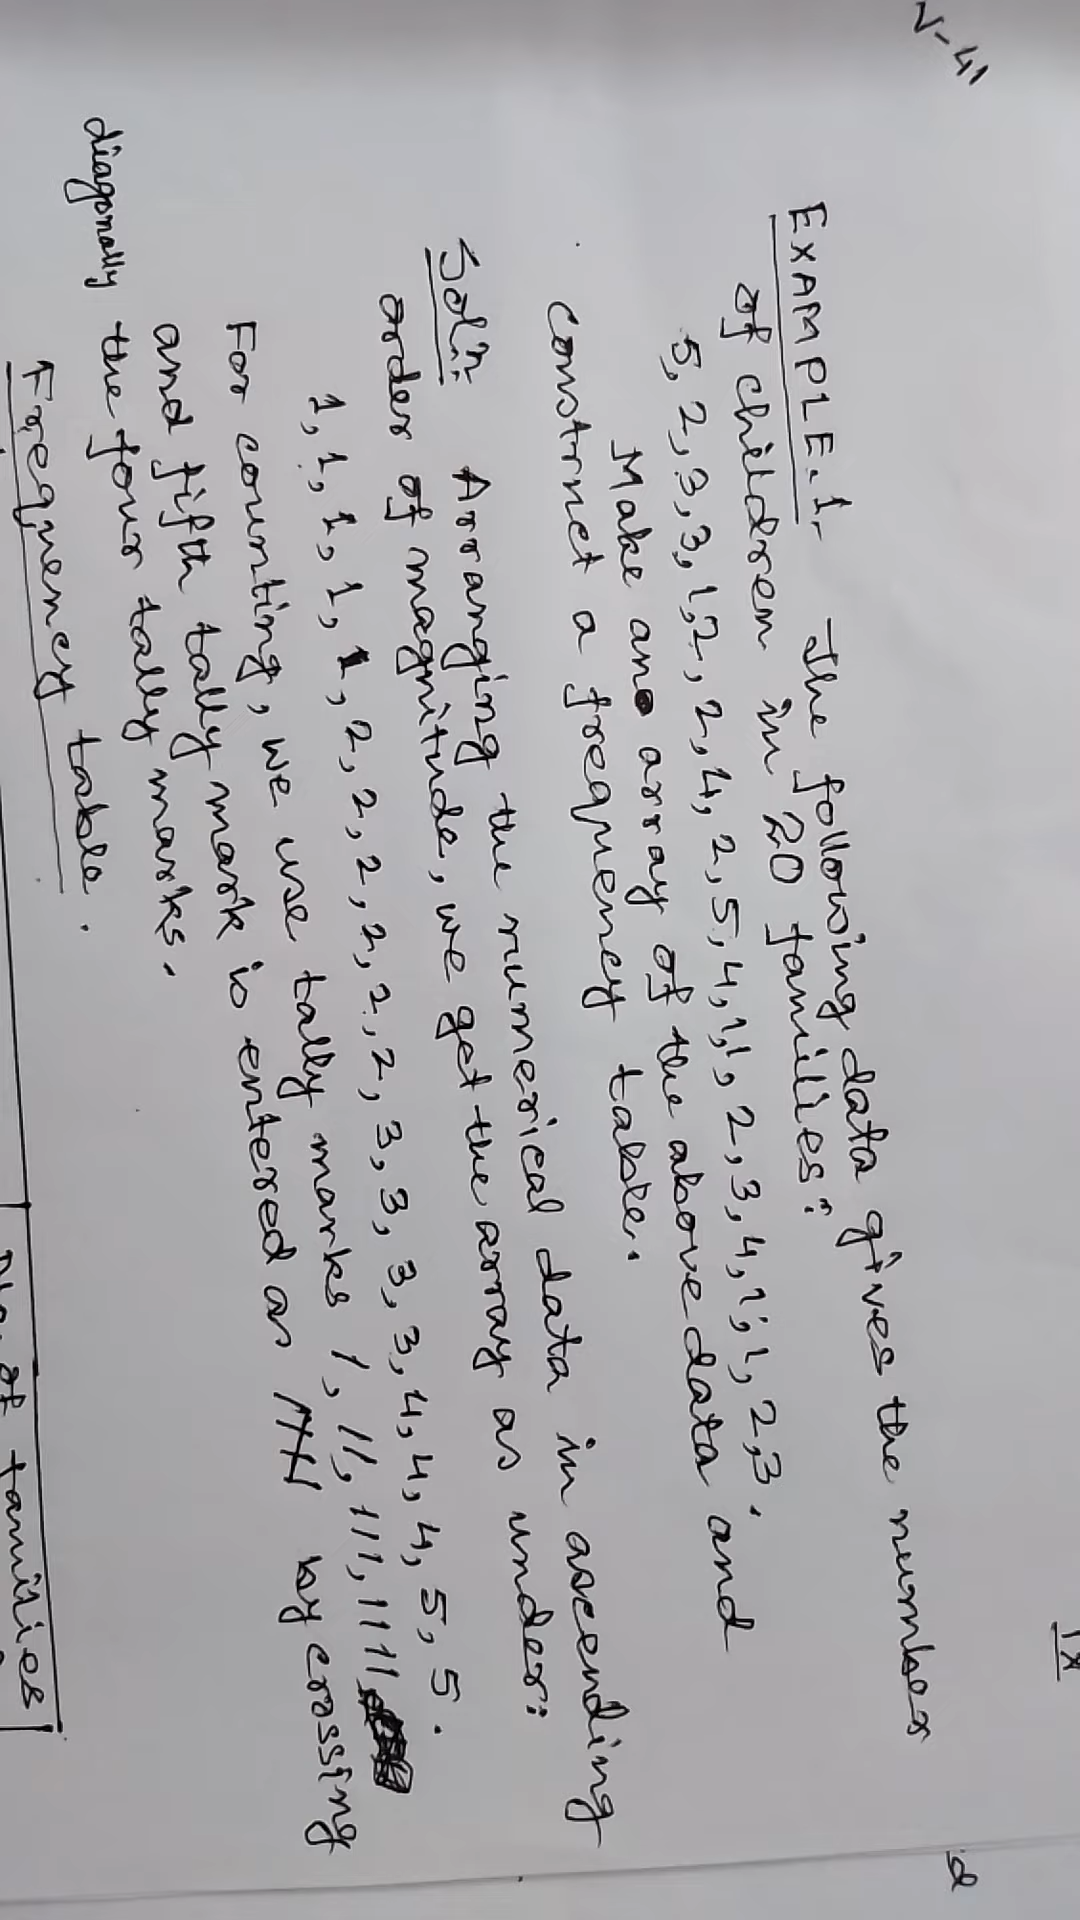 V-41
IX
EXAMPLE.1- The following data gives the number
of children in 20 families:
5, 2, 3, 3, 1, 2, 2, 4, 2, 5, 4, 1, 1, 2, 3, 4, 1, 1, 2, 3.
Make an array of the above data and
construct a frequency table.
Soln: Arranging the numerical data in ascending
order of magnitude, we get the array as under:
1, 1, 1, 1, 1, 2, 2, 2, 2, 2, 2, 3, 3, 3, 3, 4, 4, 4, 5, 5.
For counting, we use tally marks /, //, ///, ////
and fifth tally mark is entered as 𝍸 by crossing
diagonally the four tally marks.
Frequency table.
No. of families